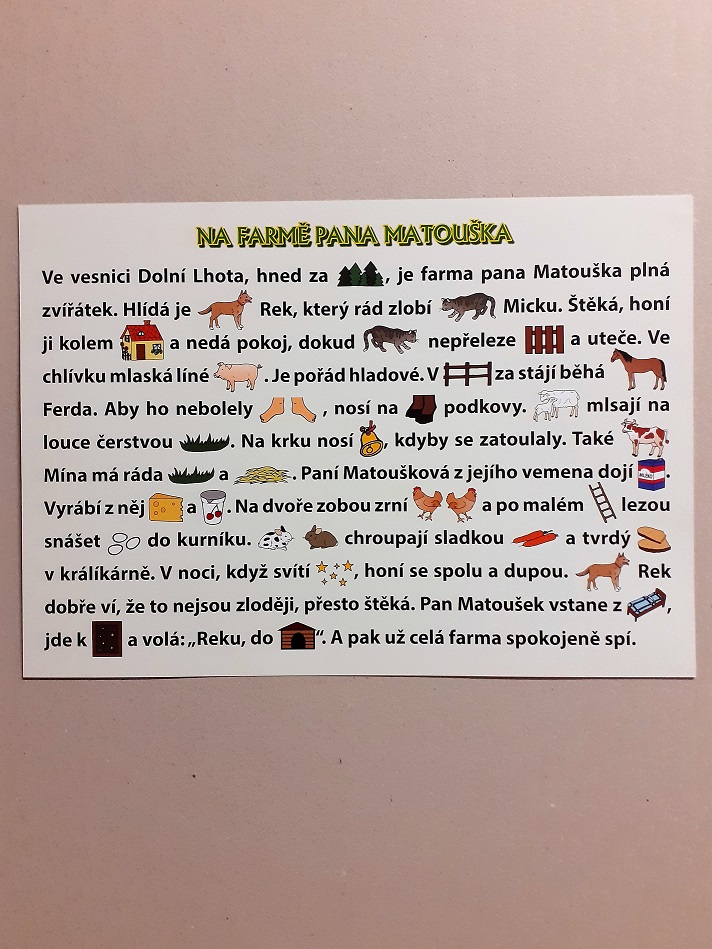 NA FARMĚ PANA MATOUŠKA
Ve vesnici Dolní Lhota, hned za , je farma pana Matouška plná
zvířátek. Hlídá je Rek, který rád zlobí Micku. Štěká, honí
ji kolem a nedá pokoj, dokud nepřeleze a uteče. Ve
chlívku mlaská líné . Je pořád hladové. V za stájí běhá
Ferda. Aby ho nebolely , nosí na podkovy. mlsají na
louce čerstvou . Na krku nosí , kdyby se zatoulaly. Také
Mína má ráda a . Paní Matoušková z jejího vemena dojí .
Vyrábí z něj a . Na dvoře zobou zrní a po malém lezou
snášet do kurníku. chroupají sladkou a tvrdý
v králíkárně. V noci, když svítí , honí se spolu a dupou. Rek
dobře ví, že to nejsou zloději, přesto štěká. Pan Matoušek vstane z ,
jde k a volá: „Reku, do “. A pak už celá farma spokojeně spí.